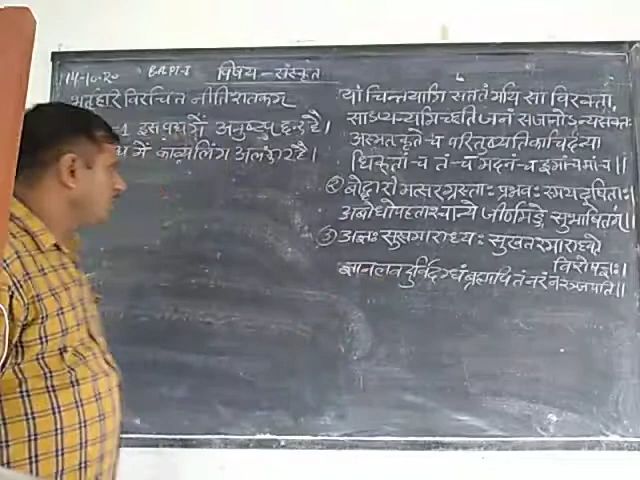 14-10-20 B.A. PT-I विषय - संस्कृत
भर्तृहरि विरचित नीतिशतकम्
-1 इस पद्य में अनुष्टुप् छन्द है।
में काव्यलिंग अलंकार है।
यां चिन्तयामि सततं मयि सा विरक्ता,
साऽप्यन्यमिच्छति जनं स जनोऽन्यसक्तः
अस्मत् कृते च परितुष्यति काचिदन्या
धिक् तां च तं च मदनं च इमां च मां च॥
② बोद्धारो मत्सरग्रस्ताः प्रभवः स्मयदूषिताः।
अबोधोपहताश्चान्ये जीर्णमङ्गे सुभाषितम्॥
③ अज्ञः सुखमाराध्यः सुखतरमाराध्यते
विशेषज्ञः।
ज्ञानलवदुर्विदग्धं ब्रह्मापि तं नरं न रञ्जयति॥